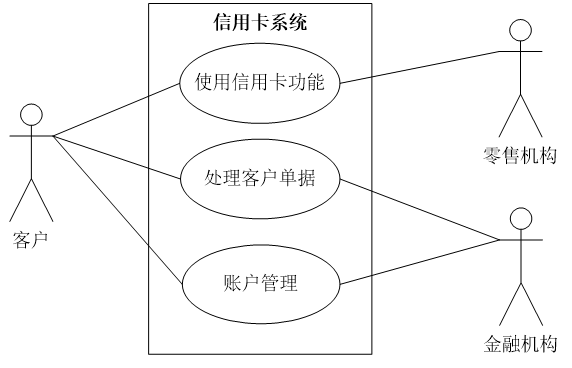 信用卡系统
使用信用卡功能
零售机构
处理客户单据
客户
账户管理
金融机构